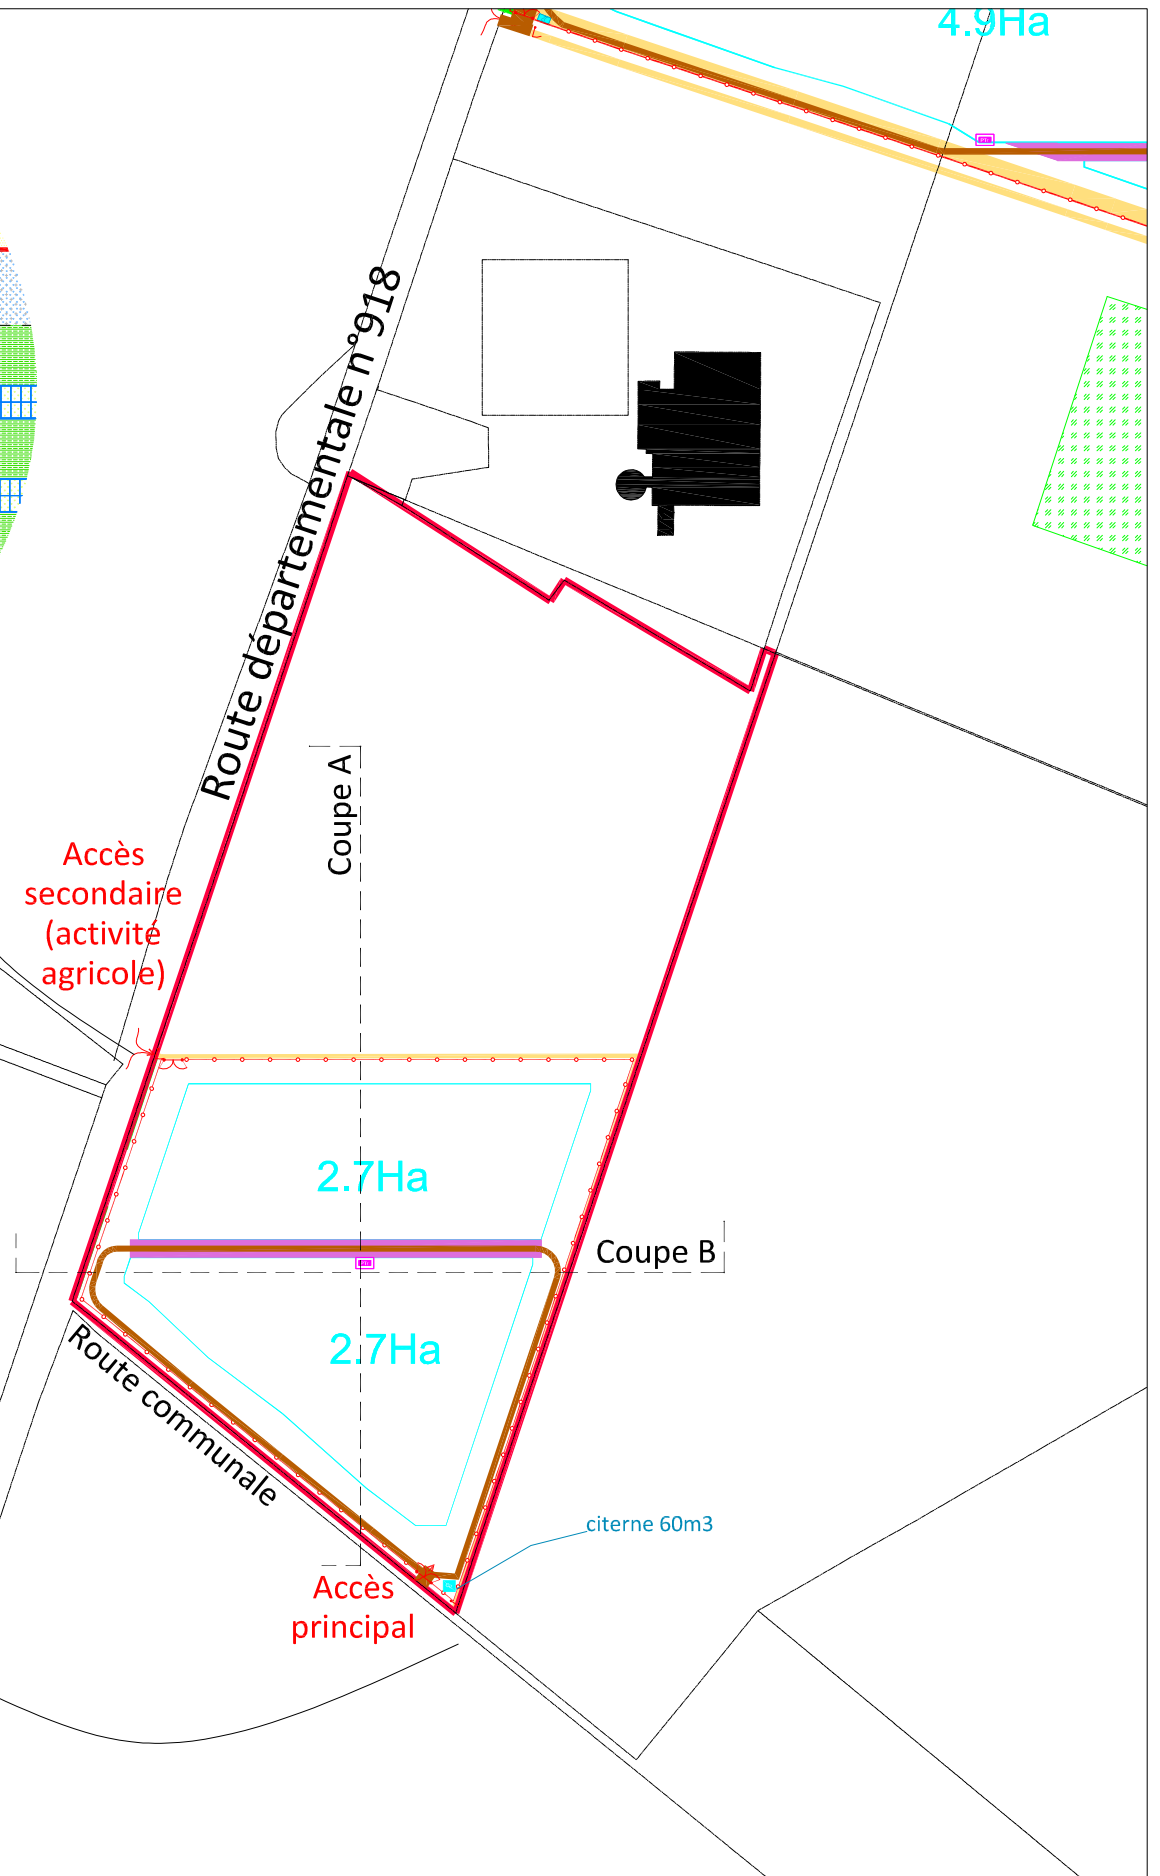 4.9Ha
Route départementale n°918
Coupe A
Accès
secondaire
(activité
agricole)
2.7Ha
Coupe B
2.7Ha
Route communale
citerne 60m3
Accès
principal